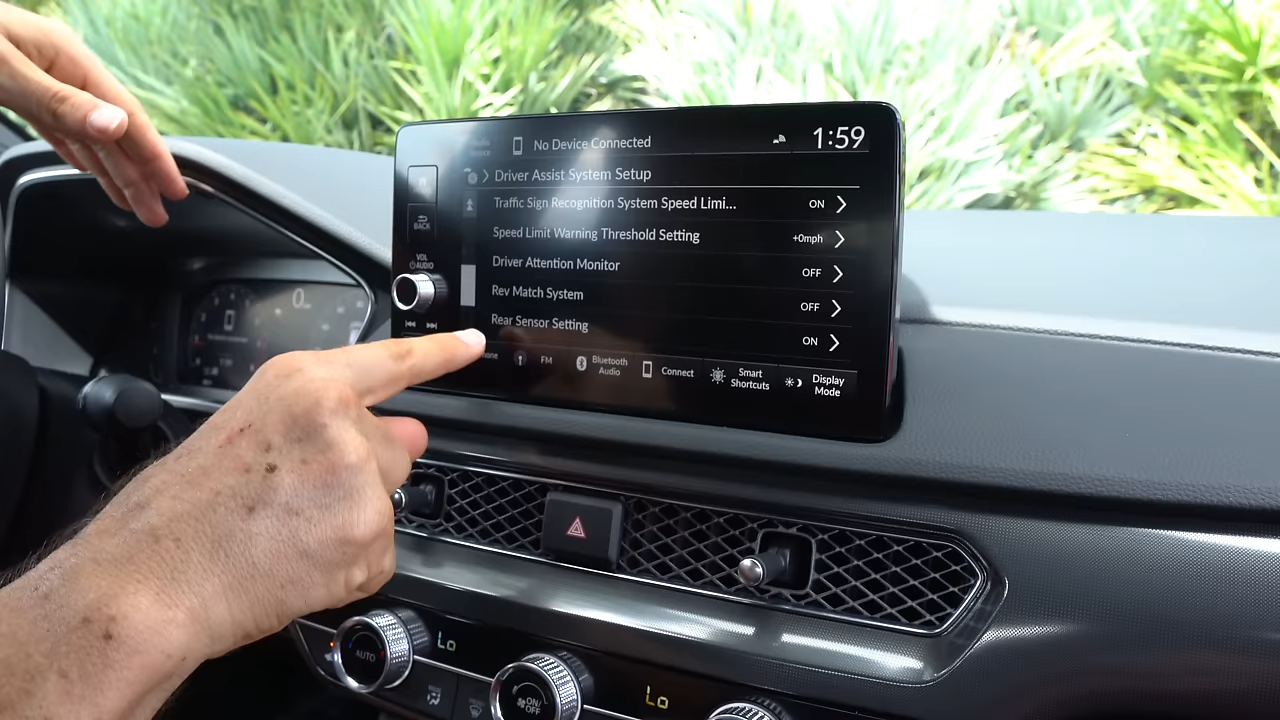 No Device Connected
1:59
Driver Assist System Setup
Traffic Sign Recognition System Speed Limi... ON
Speed Limit Warning Threshold Setting +0mph
Driver Attention Monitor OFF
Rev Match System OFF
Rear Sensor Setting ON
BACK
VOL
AUDIO
FM
Bluetooth
Audio
Connect
Smart
Shortcuts
Display
Mode
0
AUTO
Lo
ON/
OFF
Lo